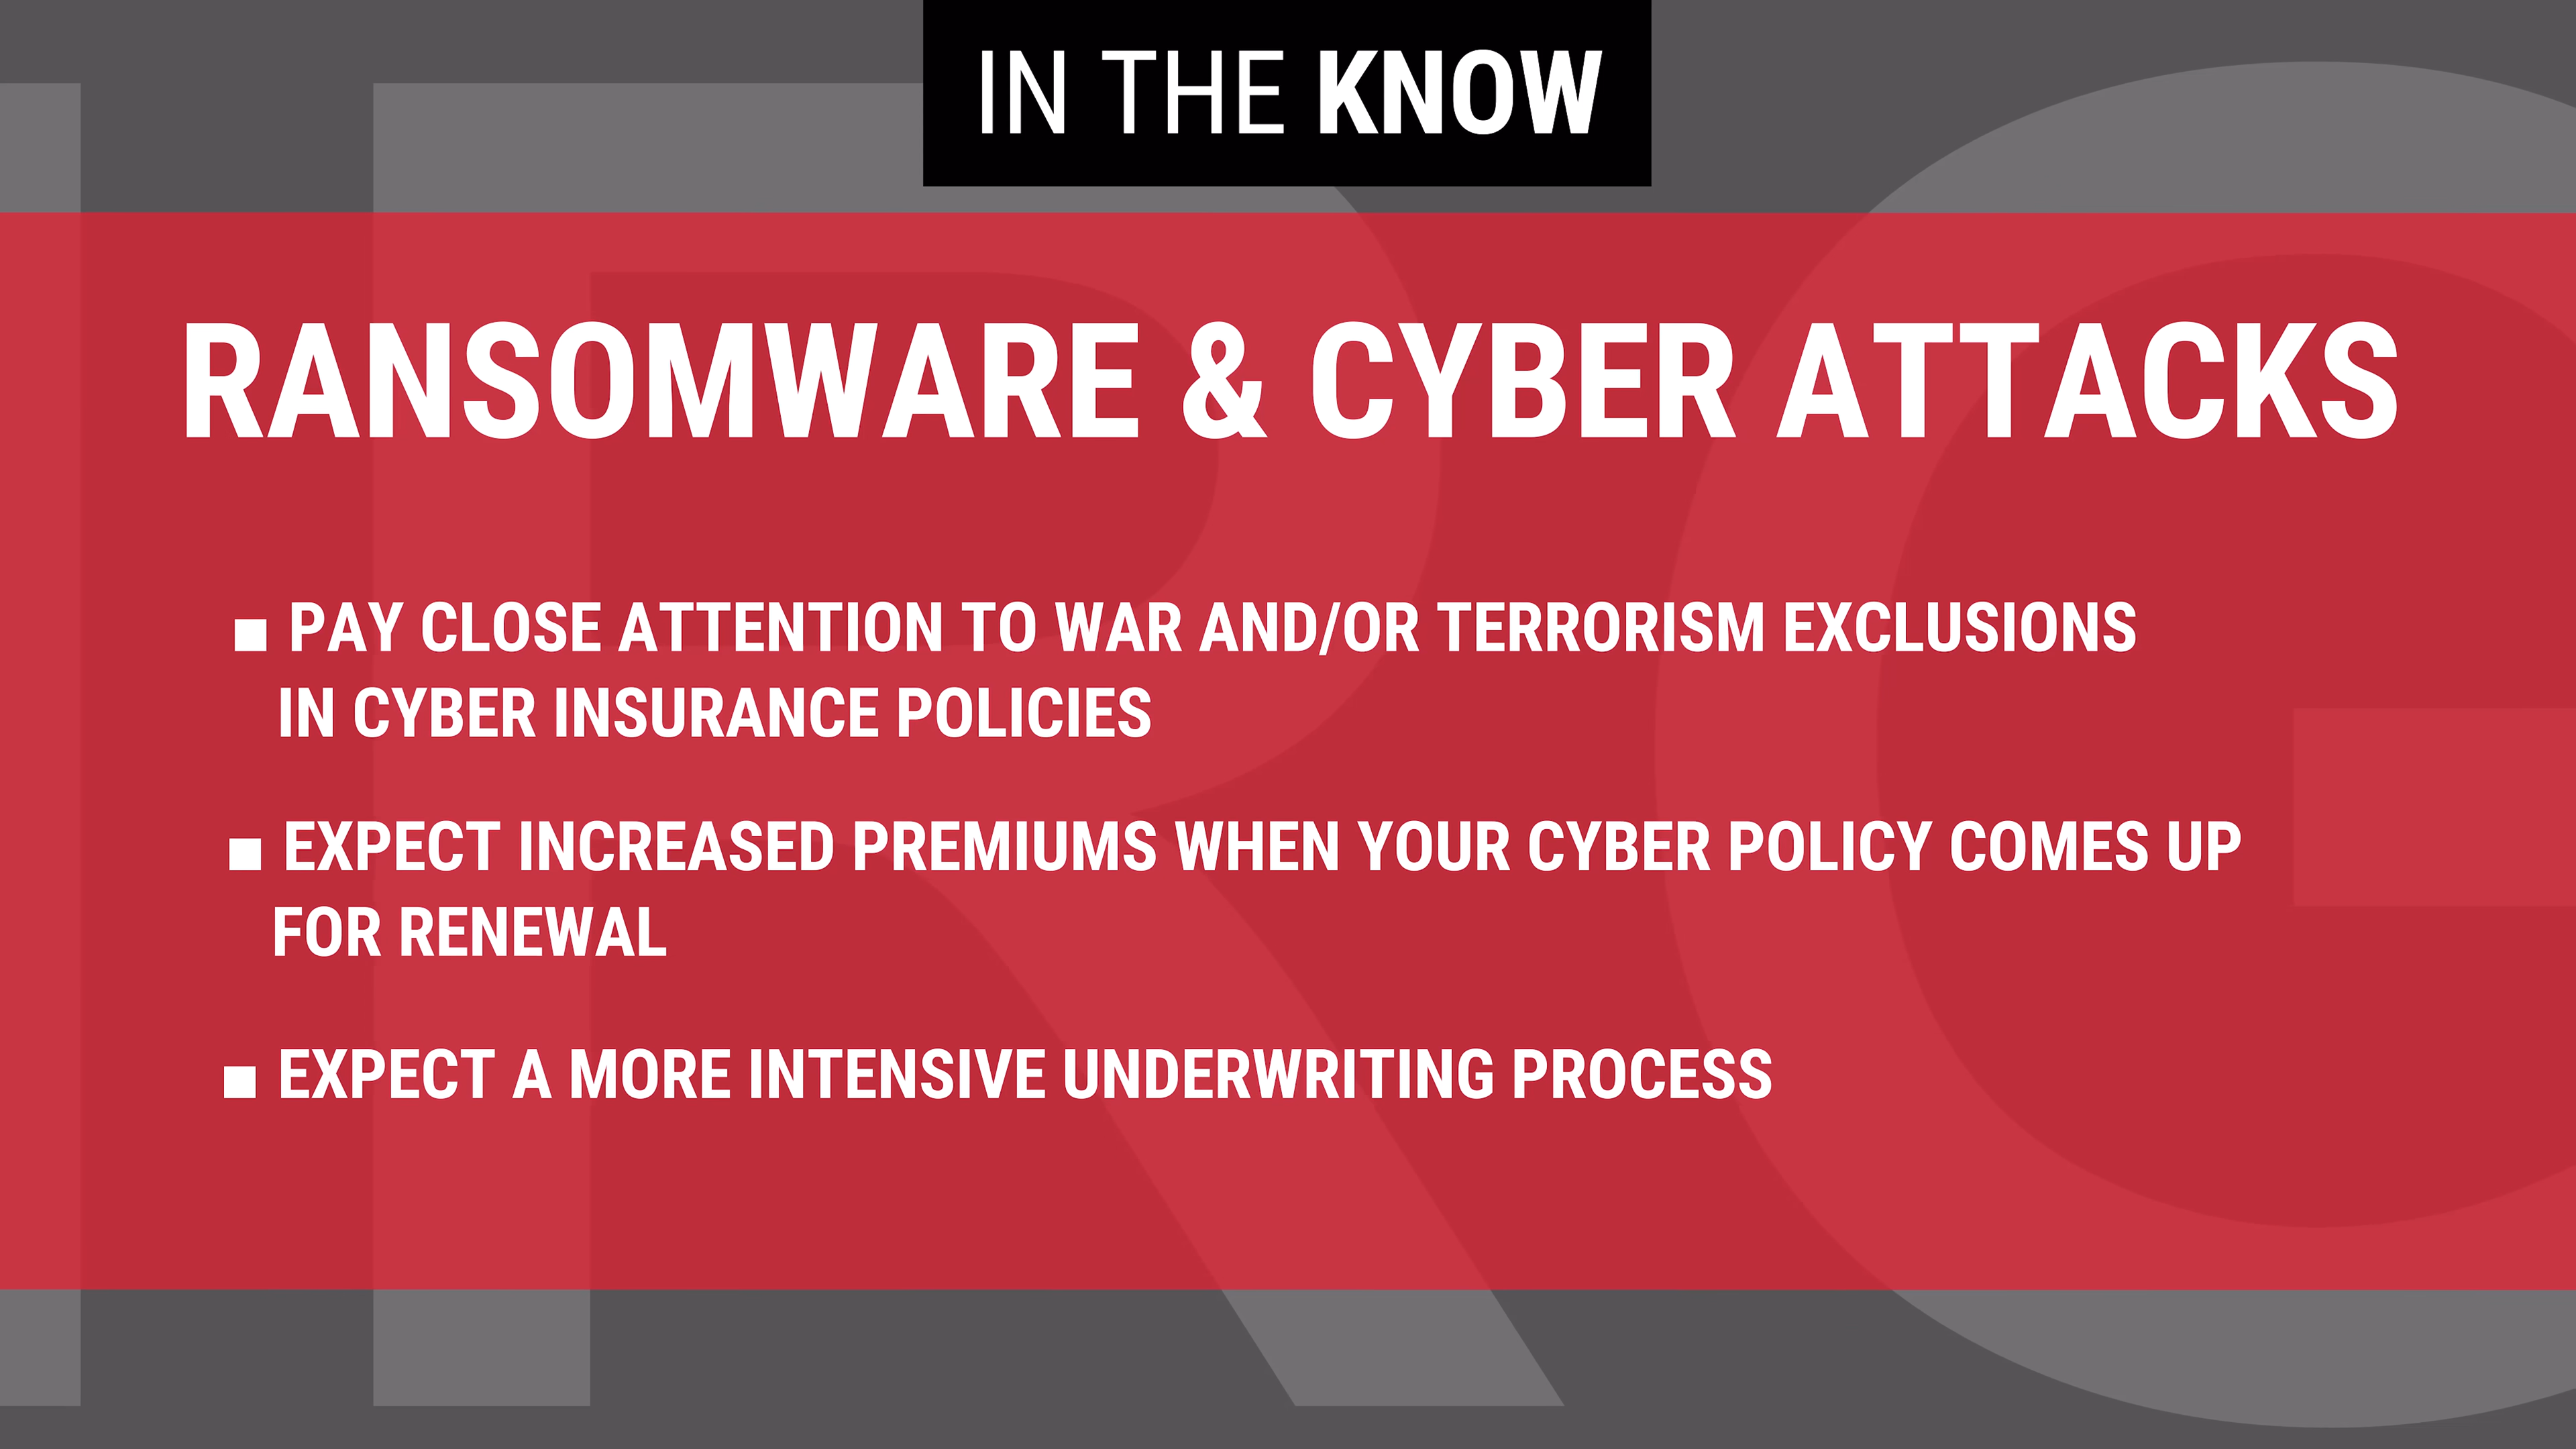 IN THE KNOW
RANSOMWARE & CYBER ATTACKS
■ PAY CLOSE ATTENTION TO WAR AND/OR TERRORISM EXCLUSIONS
IN CYBER INSURANCE POLICIES
■ EXPECT INCREASED PREMIUMS WHEN YOUR CYBER POLICY COMES UP
FOR RENEWAL
■ EXPECT A MORE INTENSIVE UNDERWRITING PROCESS